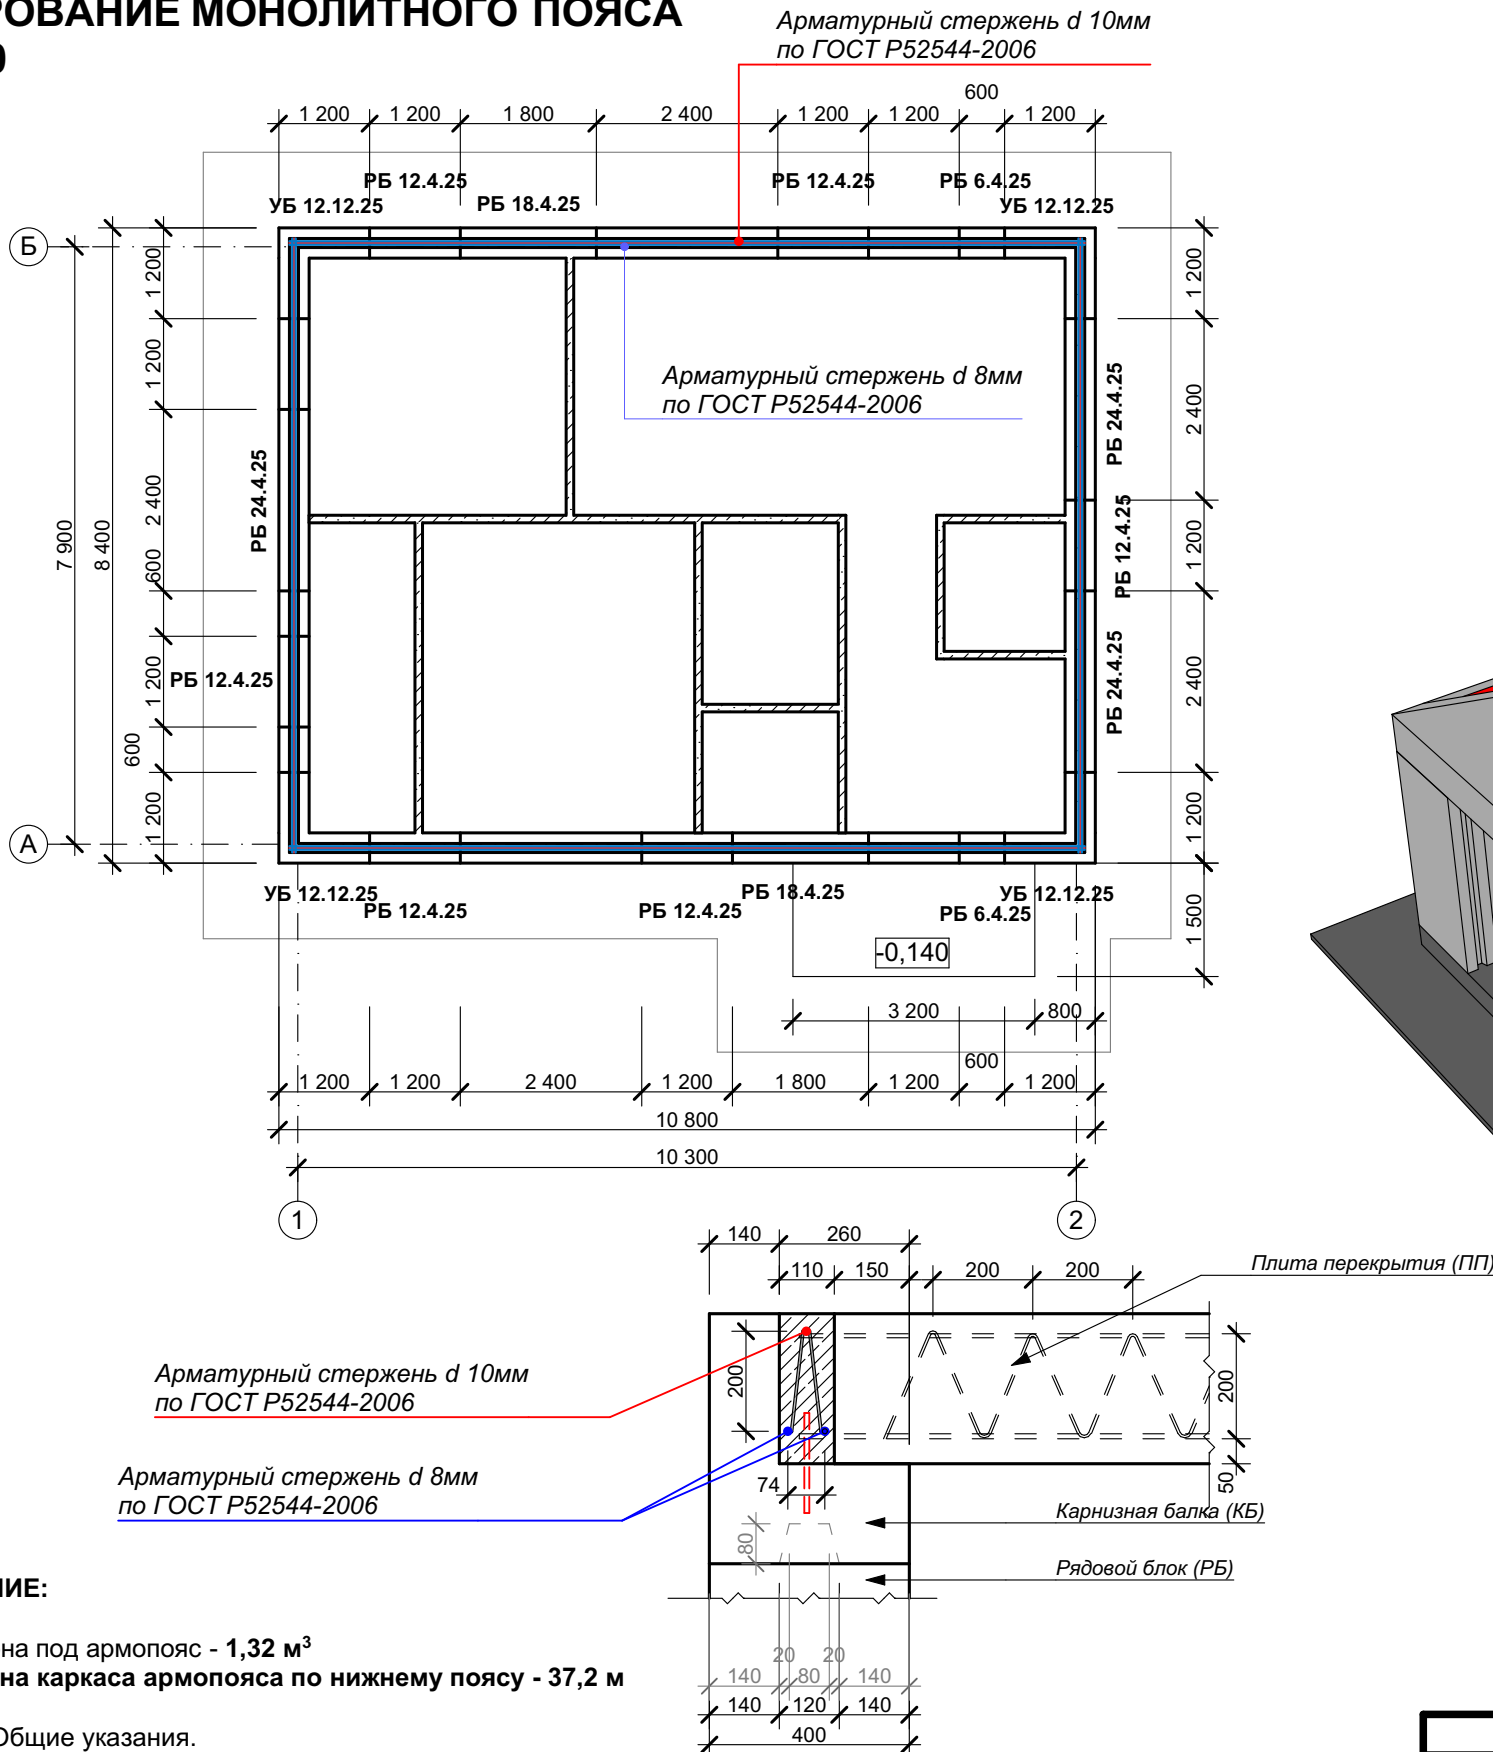 РОВАНИЕ МОНОЛИТНОГО ПОЯСА
Арматурный стержень d 10мм
по ГОСТ Р52544-2006
600
1 200
1 200
1 800
2 400
1 200
1 200
1 200
РБ 12.4.25
РБ 12.4.25
РБ 6.4.25
УБ 12.12.25
РБ 18.4.25
УБ 12.12.25
Б
А
7 900
8 400
1 200
1 200
2 400
600
1 200
600
1 200
РБ 24.4.25
РБ 12.4.25
Арматурный стержень d 8мм
по ГОСТ Р52544-2006
РБ 24.4.25
РБ 12.4.25
РБ 24.4.25
1 200
2 400
1 200
2 400
1 200
1 500
УБ 12.12.25
РБ 12.4.25
РБ 12.4.25
РБ 18.4.25
РБ 6.4.25
УБ 12.12.25
-0,140
3 200
800
600
1 200
1 200
2 400
1 200
1 800
1 200
1 200
10 800
10 300
1
2
140
260
110
150
200
200
Плита перекрытия (ПП)
Арматурный стержень d 10мм
по ГОСТ Р52544-2006
200
200
Арматурный стержень d 8мм
по ГОСТ Р52544-2006
74
50
80
Карнизная балка (КБ)
Рядовой блок (РБ)
НИЕ:
на под армопояс - 1,32 м³
на каркаса армопояса по нижнему поясу - 37,2 м
Общие указания.
20
20
140
80
140
140
120
140
400